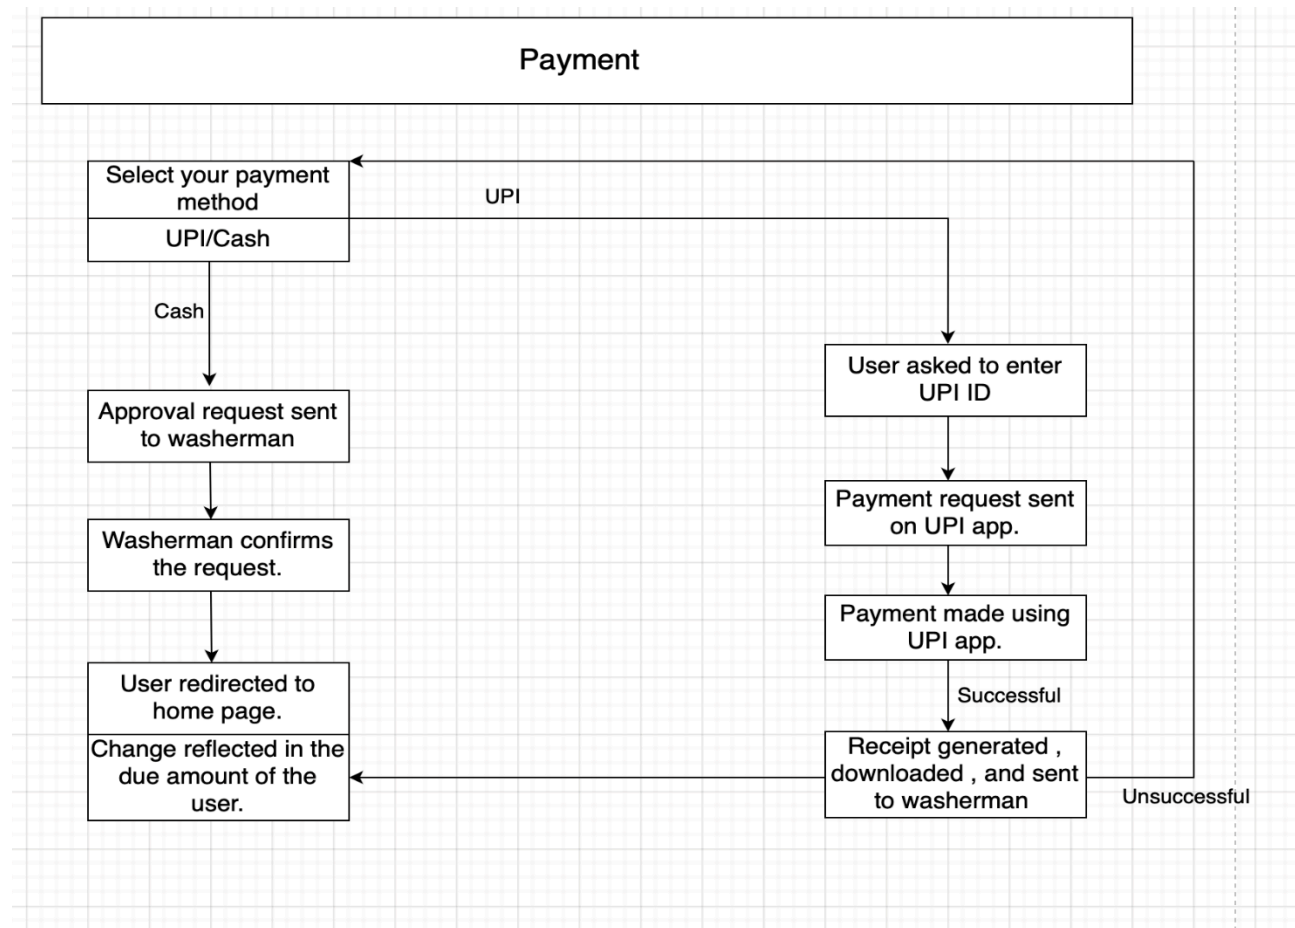 Payment
Select your payment
method
UPI/Cash
UPI
Cash
Approval request sent
to washerman
Washerman confirms
the request.
User redirected to
home page.
Change reflected in the
due amount of the
user.
User asked to enter
UPI ID
Payment request sent
on UPI app.
Payment made using
UPI app.
Successful
Receipt generated ,
downloaded , and sent
to washerman
Unsuccessful